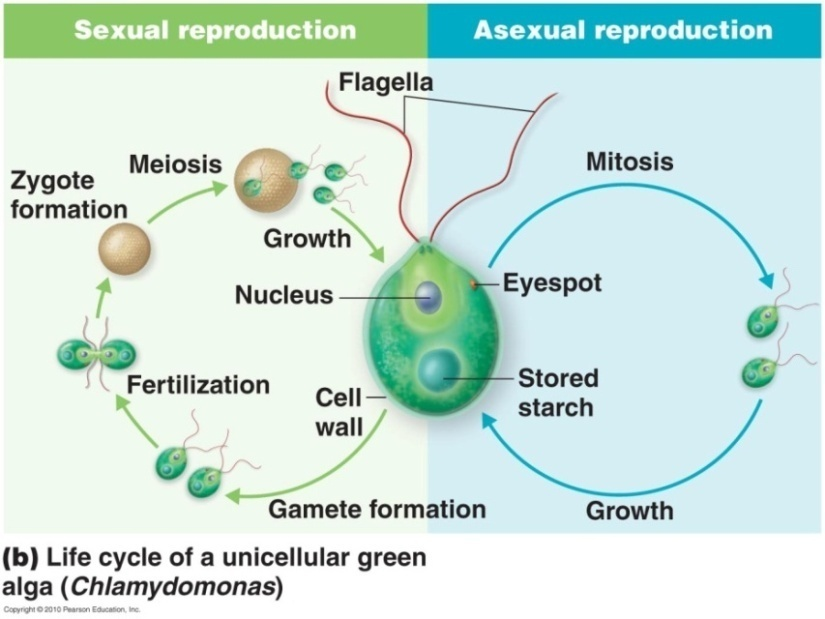 Sexual reproduction
Asexual reproduction
Flagella
Meiosis
Mitosis
Zygote
formation
Growth
Nucleus
Eyespot
Fertilization
Cell
wall
Stored
starch
Gamete formation
Growth
(b) Life cycle of a unicellular green
alga (Chlamydomonas)
Copyright © 2010 Pearson Education, Inc.